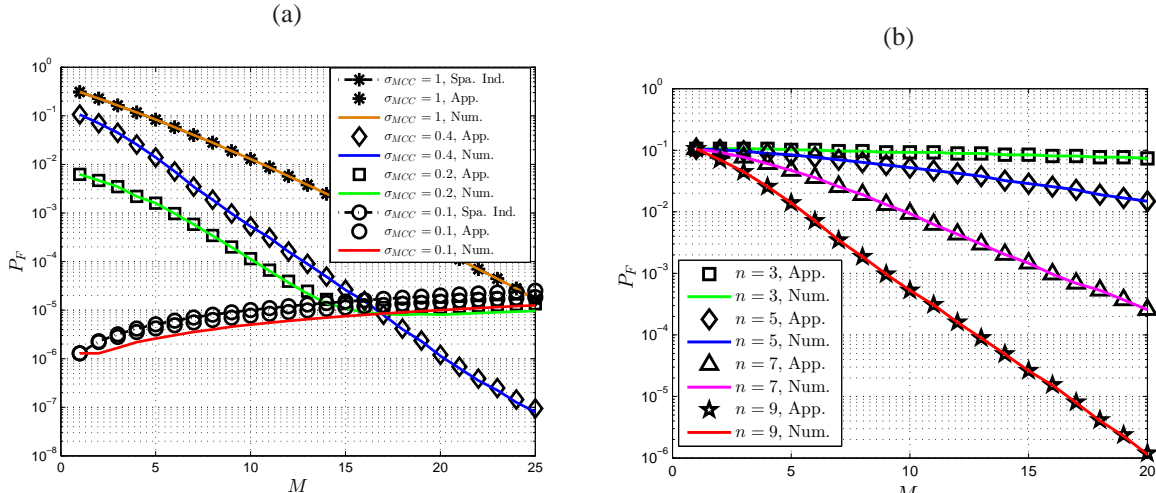 (a)
10^0
10^-1
10^-2
10^-3
10^-4
10^-5
10^-6
10^-7
10^-8
P_F
0 5 10 15 20 25
M
σ_MCC = 1, Spa. Ind.
σ_MCC = 1, App.
σ_MCC = 1, Num.
σ_MCC = 0.4, App.
σ_MCC = 0.4, Num.
σ_MCC = 0.2, App.
σ_MCC = 0.2, Num.
σ_MCC = 0.1, Spa. Ind.
σ_MCC = 0.1, App.
σ_MCC = 0.1, Num.
(b)
10^0
10^-1
10^-2
10^-3
10^-4
10^-5
10^-6
P_F
0 5 10 15 20
M
n = 3, App.
n = 3, Num.
n = 5, App.
n = 5, Num.
n = 7, App.
n = 7, Num.
n = 9, App.
n = 9, Num.